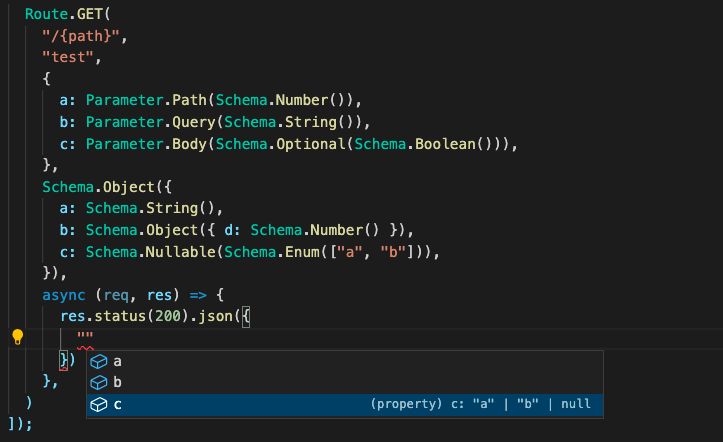 Route.GET(
"/{path}",
"test",
{
a: Parameter.Path(Schema.Number()),
b: Parameter.Query(Schema.String()),
c: Parameter.Body(Schema.Optional(Schema.Boolean())),
},
Schema.Object({
a: Schema.String(),
b: Schema.Object({ d: Schema.Number() }),
c: Schema.Nullable(Schema.Enum(["a", "b"])),
}),
async (req, res) => {
res.status(200).json({
""
})
a
b
c (property) c: "a" | "b" | null
},
)
]);